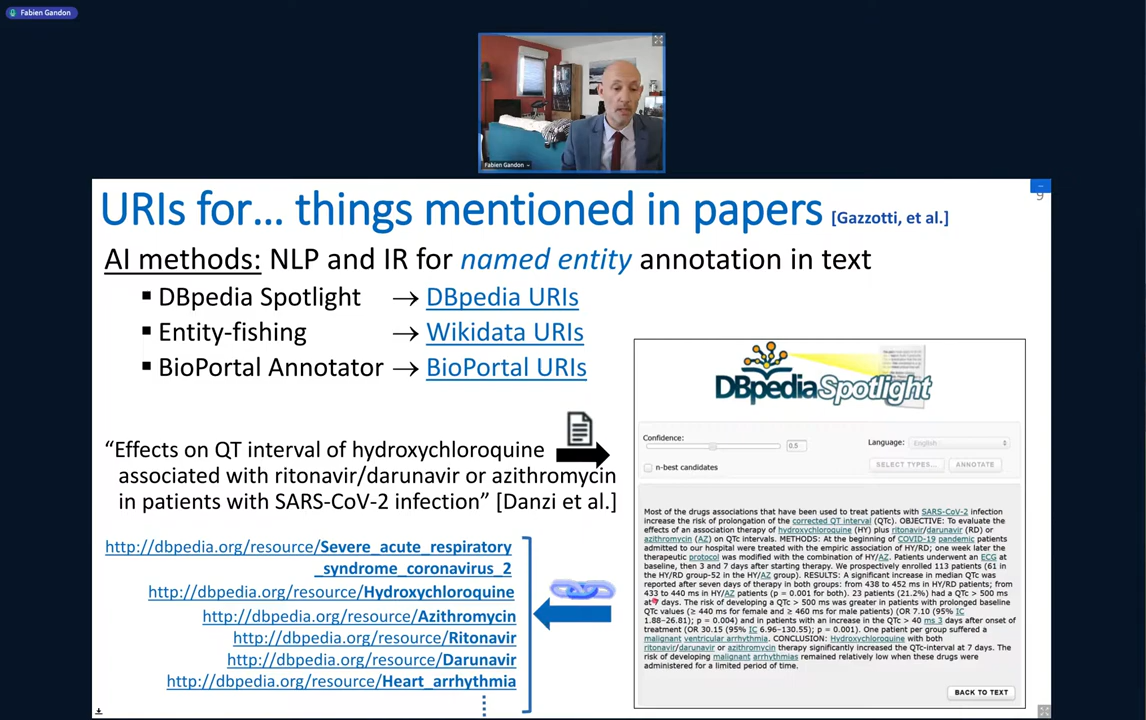 Fabien Gandon
Fabien Gandon
9
URIs for... things mentioned in papers [Gazzotti, et al.]
AI methods: NLP and IR for named entity annotation in text
▪ DBpedia Spotlight → DBpedia URIs
▪ Entity-fishing → Wikidata URIs
▪ BioPortal Annotator → BioPortal URIs
“Effects on QT interval of hydroxychloroquine
associated with ritonavir/darunavir or azithromycin
in patients with SARS-CoV-2 infection” [Danzi et al.]
http://dbpedia.org/resource/Severe_acute_respiratory
_syndrome_coronavirus_2
http://dbpedia.org/resource/Hydroxychloroquine
http://dbpedia.org/resource/Azithromycin
http://dbpedia.org/resource/Ritonavir
http://dbpedia.org/resource/Darunavir
http://dbpedia.org/resource/Heart_arrhythmia
DBpedia Spotlight
Confidence: 0.5 Language: English
n-best candidates SELECT TYPES... ANNOTATE
Most of the drugs associations that have been used to treat patients with SARS-CoV-2 infection
increase the risk of prolongation of the corrected QT interval (QTc). OBJECTIVE: To evaluate the
effects of an association therapy of hydroxychloroquine (HY) plus ritonavir/darunavir (RD) or
azithromycin (AZ) on QTc intervals. METHODS: At the beginning of COVID-19 pandemic patients
admitted to our hospital were treated with the empiric association of HY/RD; one week later the
therapeutic protocol was modified with the combination of HY/AZ. Patients underwent an ECG at
baseline, then 3 and 7 days after starting therapy. We prospectively enrolled 113 patients (61
in the HY/RD group-52 in the HY/AZ group). RESULTS: A significant increase in median QTc was
reported after seven days of therapy in both groups: from 438 to 452 ms in HY/RD patients; from
433 to 440 ms in HY/AZ patients (p = 0.001 for both). 23 patients (21.2%) had a QTc > 500 ms
at 7 days. The risk of developing a QTc > 500 ms was greater in patients with prolonged baseline
QTc values (≥ 440 ms for female and ≥ 460 ms for male patients) (OR 7.10 (95% IC
1.88–26.81); p = 0.004) and in patients with an increase in the QTc > 40 ms 3 days after onset of
treatment (OR 30.15 (95% IC 6.96–130.55); p = 0.001). One patient per group suffered a
malignant ventricular arrhythmia. CONCLUSION: Hydroxychloroquine with both
ritonavir/darunavir or azithromycin therapy significantly increased the QTc-interval at 7 days. The
risk of developing malignant arrhythmias remained relatively low when these drugs were
administered for a limited period of time.
BACK TO TEXT